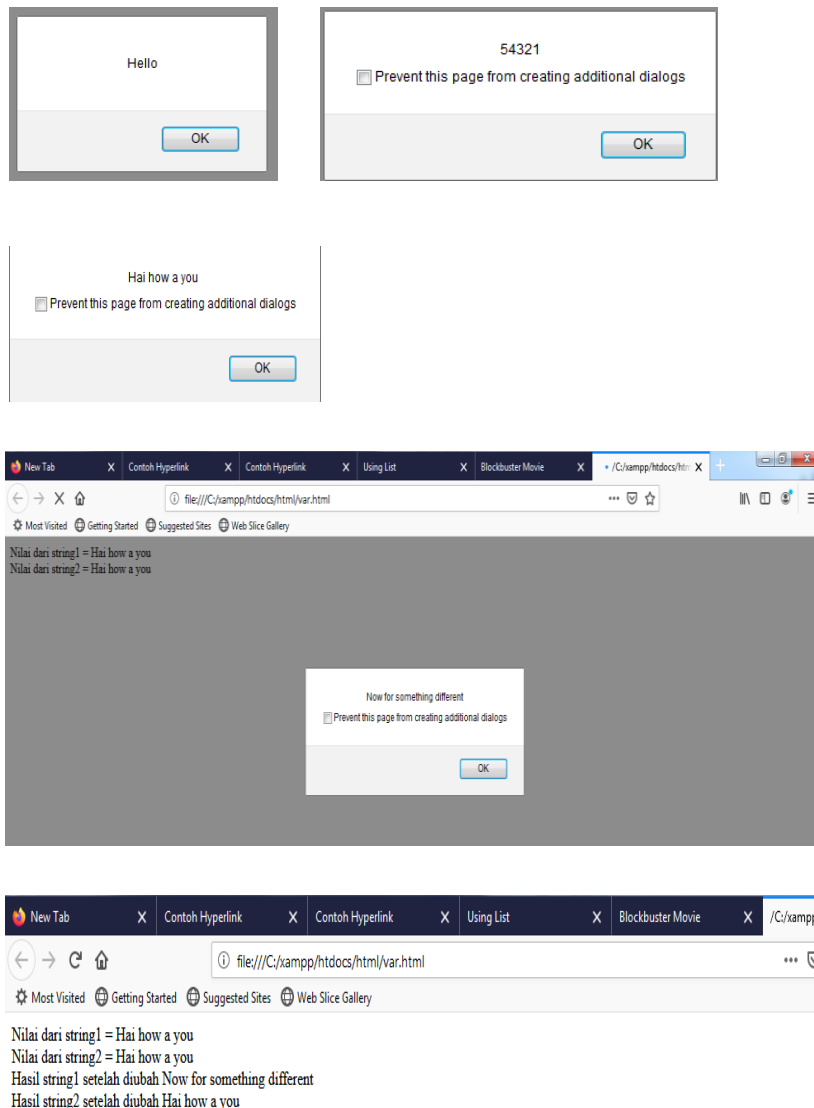 Hello
OK
54321
Prevent this page from creating additional dialogs
OK
Hai how a you
Prevent this page from creating additional dialogs
OK
New Tab X Contoh Hyperlink X Contoh Hyperlink X Using List X Blockbuster Movie X /C:/xampp/htdocs/htm X
file:///C:/xampp/htdocs/html/var.html
Most Visited Getting Started Suggested Sites Web Slice Gallery
Nilai dari string1 = Hai how a you
Nilai dari string2 = Hai how a you
Now for something different
Prevent this page from creating additional dialogs
OK
New Tab X Contoh Hyperlink X Contoh Hyperlink X Using List X Blockbuster Movie X /C:/xampp
file:///C:/xampp/htdocs/html/var.html
Most Visited Getting Started Suggested Sites Web Slice Gallery
Nilai dari string1 = Hai how a you
Nilai dari string2 = Hai how a you
Hasil string1 setelah diubah Now for something different
Hasil string2 setelah diubah Hai how a you